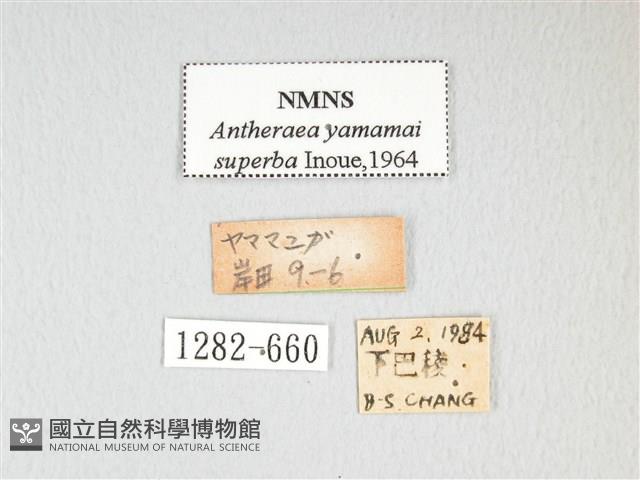 NMNS
Antheraea yamamai
superba Inoue,1964
ヤママユガ
岸田 9.-6
1282-660
AUG 2. 1984
下巴稜
B-S. CHANG
國立自然科學博物館
NATIONAL MUSEUM OF NATURAL SCIENCE